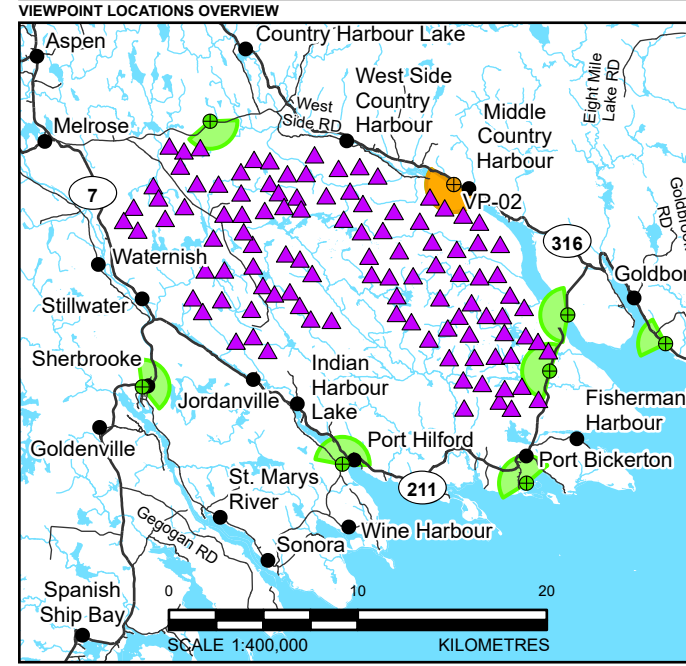 VIEWPOINT LOCATIONS OVERVIEW
Aspen
Country Harbour Lake
West Side
Country
Harbour
Eight Mile
Lake RD
West
Side RD
Middle
Country
Harbour
Melrose
7
VP-02
Goldbro
RD
316
Waternish
Goldbor
Stillwater
Sherbrooke
Indian
Harbour
Lake
Jordanville
Fisherman
Harbour
Goldenville
Port Hilford
Port Bickerton
St. Marys
River
211
Gegogan RD
Wine Harbour
Sonora
Spanish
Ship Bay
0 10 20
SCALE 1:400,000 KILOMETRES